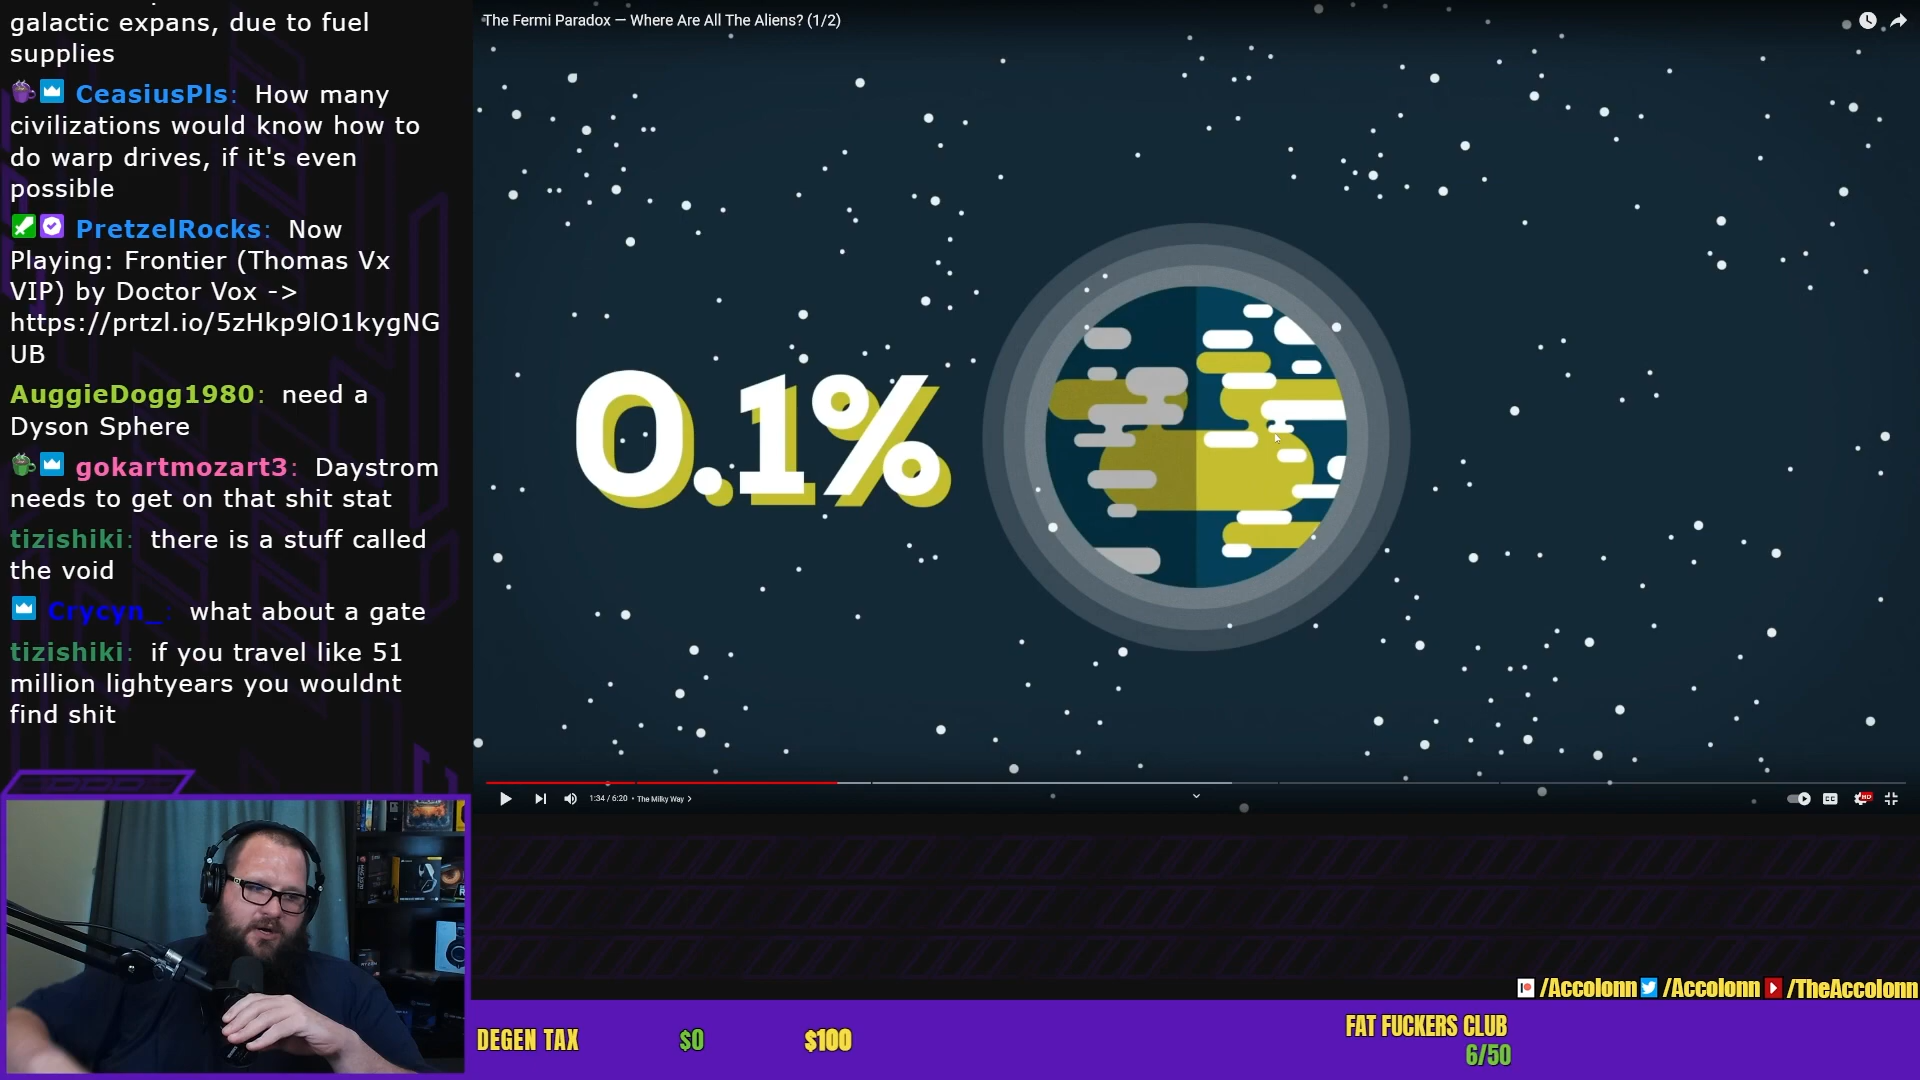 galactic expans, due to fuel
supplies
CeasiusPls: How many
civilizations would know how to
do warp drives, if it's even
possible
PretzelRocks: Now
Playing: Frontier (Thomas Vx
VIP) by Doctor Vox ->
https://prtzl.io/5zHkp9lO1kygNG
UB
AuggieDogg1980: need a
Dyson Sphere
gokartmozart3: Daystrom
needs to get on that shit stat
tizishiki: there is a stuff called
the void
Crycyn_: what about a gate
tizishiki: if you travel like 51
million lightyears you wouldnt
find shit
The Fermi Paradox — Where Are All The Aliens? (1/2)
0.1%
1:34 / 6:20 • The Milky Way >
CC
HD
/Accolonn /Accolonn /TheAccolonn
DEGEN TAX $0 $100
FAT FUCKERS CLUB
6/50